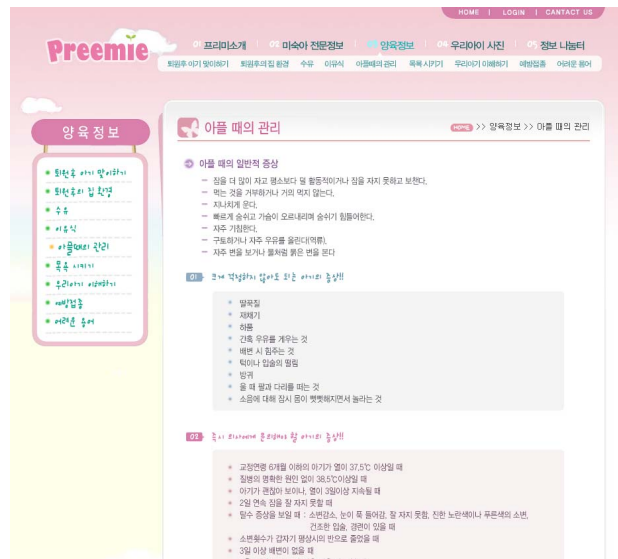 HOME | LOGIN | CANTACT US
Preemie
01 프리미소개 02 미숙아 전문정보 03 양육정보 04 우리아이 사진 05 정보 나눔터
퇴원후 아기 맞이하기 퇴원후의 집 환경 수유 이유식 아플때의 관리 목욕 시키기 우리아기 이해하기 예방접종 어려운 용어
양육정보
아플 때의 관리
HOME >> 양육정보 >> 아플 때의 관리
퇴원후 아기 맞이하기
퇴원후의 집 환경
수유
이유식
아플때의 관리
목욕 시키기
우리아기 이해하기
예방접종
어려운 용어
아플 때의 일반적 증상
- 잠을 더 많이 자고 평소보다 덜 활동적이거나 잠을 자지 못하고 보챈다.
- 먹는 것을 거부하거나 거의 먹지 않는다.
- 지나치게 운다.
- 빠르게 숨쉬고 가슴이 오르내리며 숨쉬기 힘들어한다.
- 자주 기침한다.
- 구토하거나 자주 우유를 올린다(역류).
- 자주 변을 보거나 물처럼 묽은 변을 본다
01 크게 걱정하지 않아도 되는 아기의 증상!!
딸꾹질
재채기
하품
간혹 우유를 게우는 것
배변 시 힘주는 것
턱이나 입술의 떨림
방귀
울 때 팔과 다리를 떠는 것
소음에 대해 잠시 몸이 뻣뻣해지면서 놀라는 것
02 즉시 의사에게 문의해야 할 아기의 증상!!
교정연령 6개월 이하의 아기가 열이 37.5℃ 이상일 때
질병의 명확한 원인 없이 38.5℃이상일 때
아기가 괜찮아 보이나, 열이 3일이상 지속될 때
2일 연속 잠을 잘 자지 못할 때
탈수 증상을 보일 때 : 소변감소, 눈이 푹 들어감, 잘 자지 못함, 진한 노란색이나 푸른색의 소변,
건조한 입술, 경련이 있을 때
소변횟수가 갑자기 평상시의 반으로 줄었을 때
3일 이상 배변이 없을 때